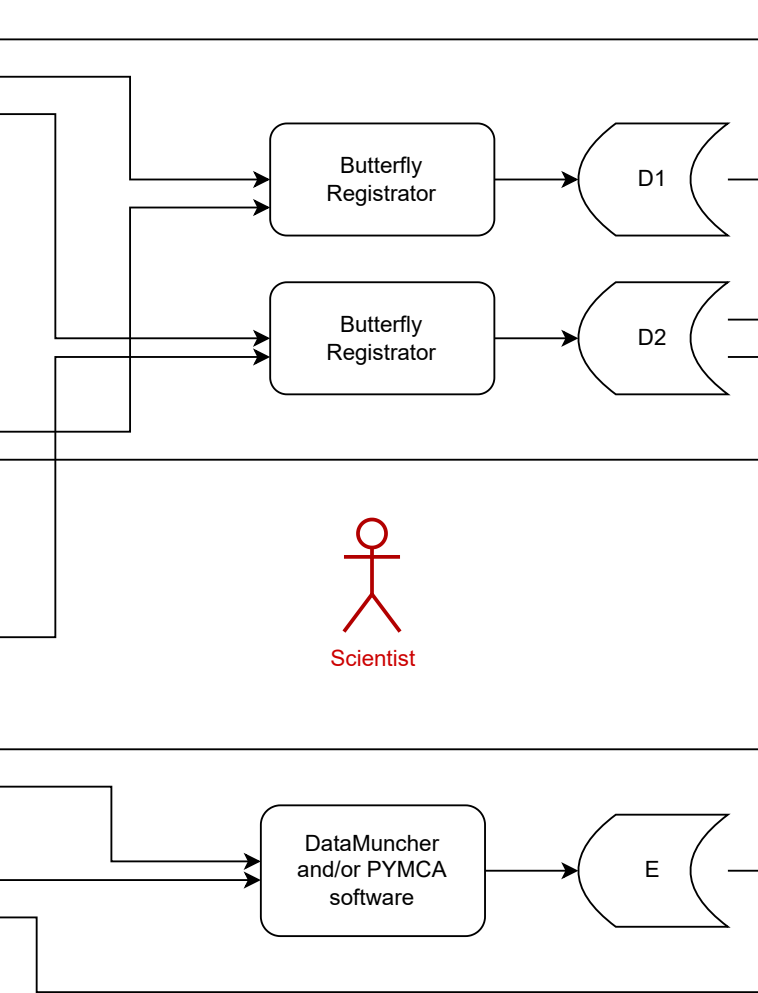 Butterfly
Registrator
D1
Butterfly
Registrator
D2
Scientist
DataMuncher
and/or PYMCA
software
E